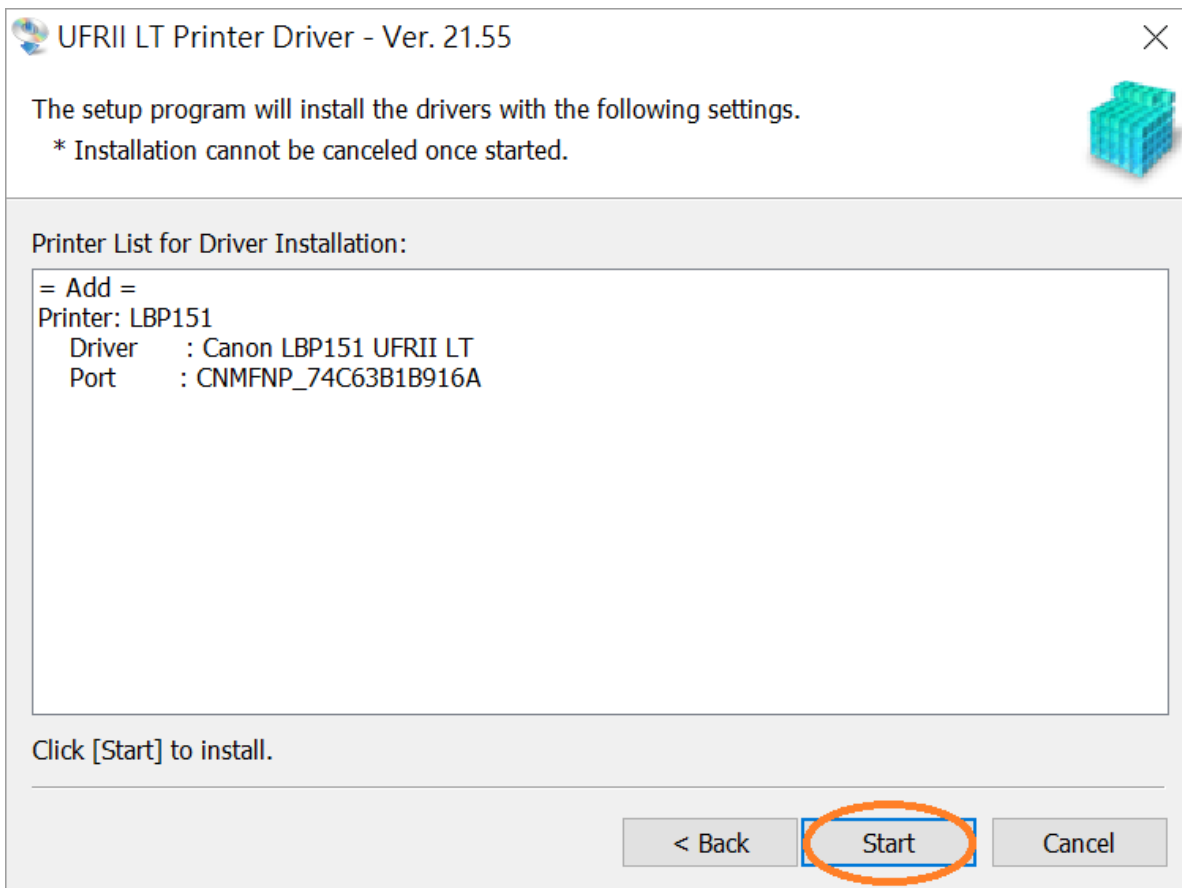 UFRII LT Printer Driver - Ver. 21.55
The setup program will install the drivers with the following settings.
* Installation cannot be canceled once started.
Printer List for Driver Installation:
= Add =
Printer: LBP151
Driver : Canon LBP151 UFRII LT
Port : CNMFNP_74C63B1B916A
Click [Start] to install.
< Back Start Cancel